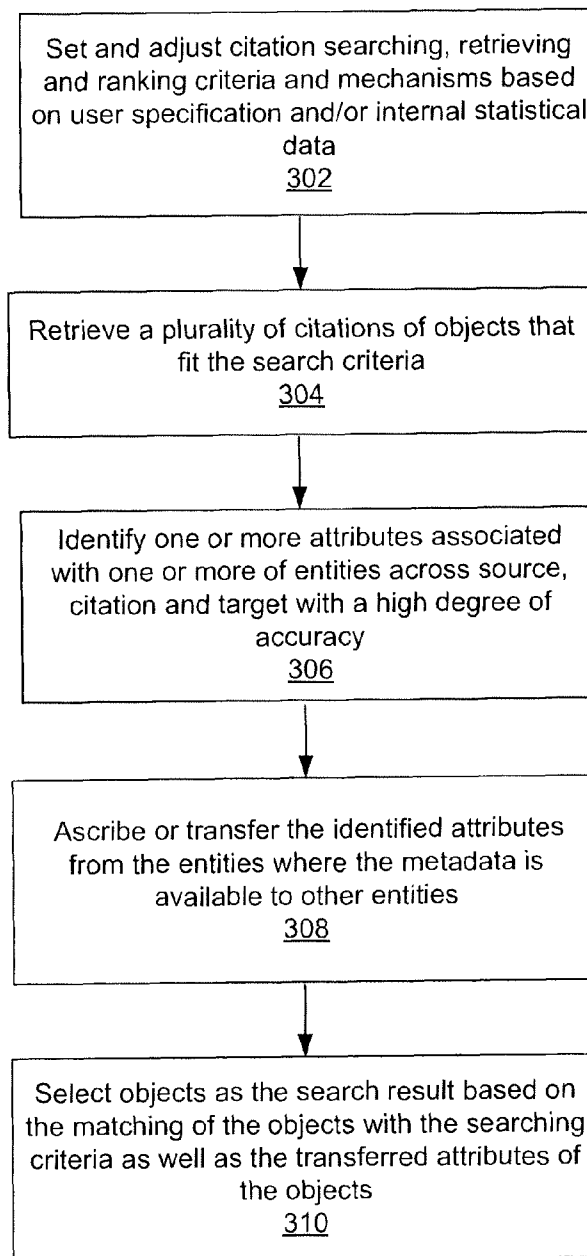 Set and adjust citation searching, retrieving
and ranking criteria and mechanisms based
on user specification and/or internal statistical
data
302
Retrieve a plurality of citations of objects that
fit the search criteria
304
Identify one or more attributes associated
with one or more of entities across source,
citation and target with a high degree of
accuracy
306
Ascribe or transfer the identified attributes
from the entities where the metadata is
available to other entities
308
Select objects as the search result based on
the matching of the objects with the searching
criteria as well as the transferred attributes of
the objects
310